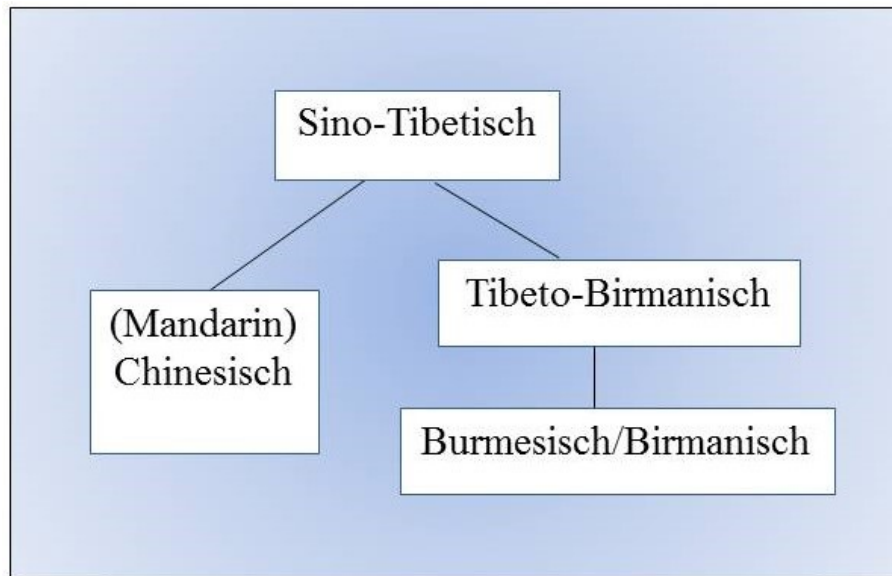 Sino-Tibetisch
(Mandarin)
Chinesisch
Tibeto-Birmanisch
Burmesisch/Birmanisch